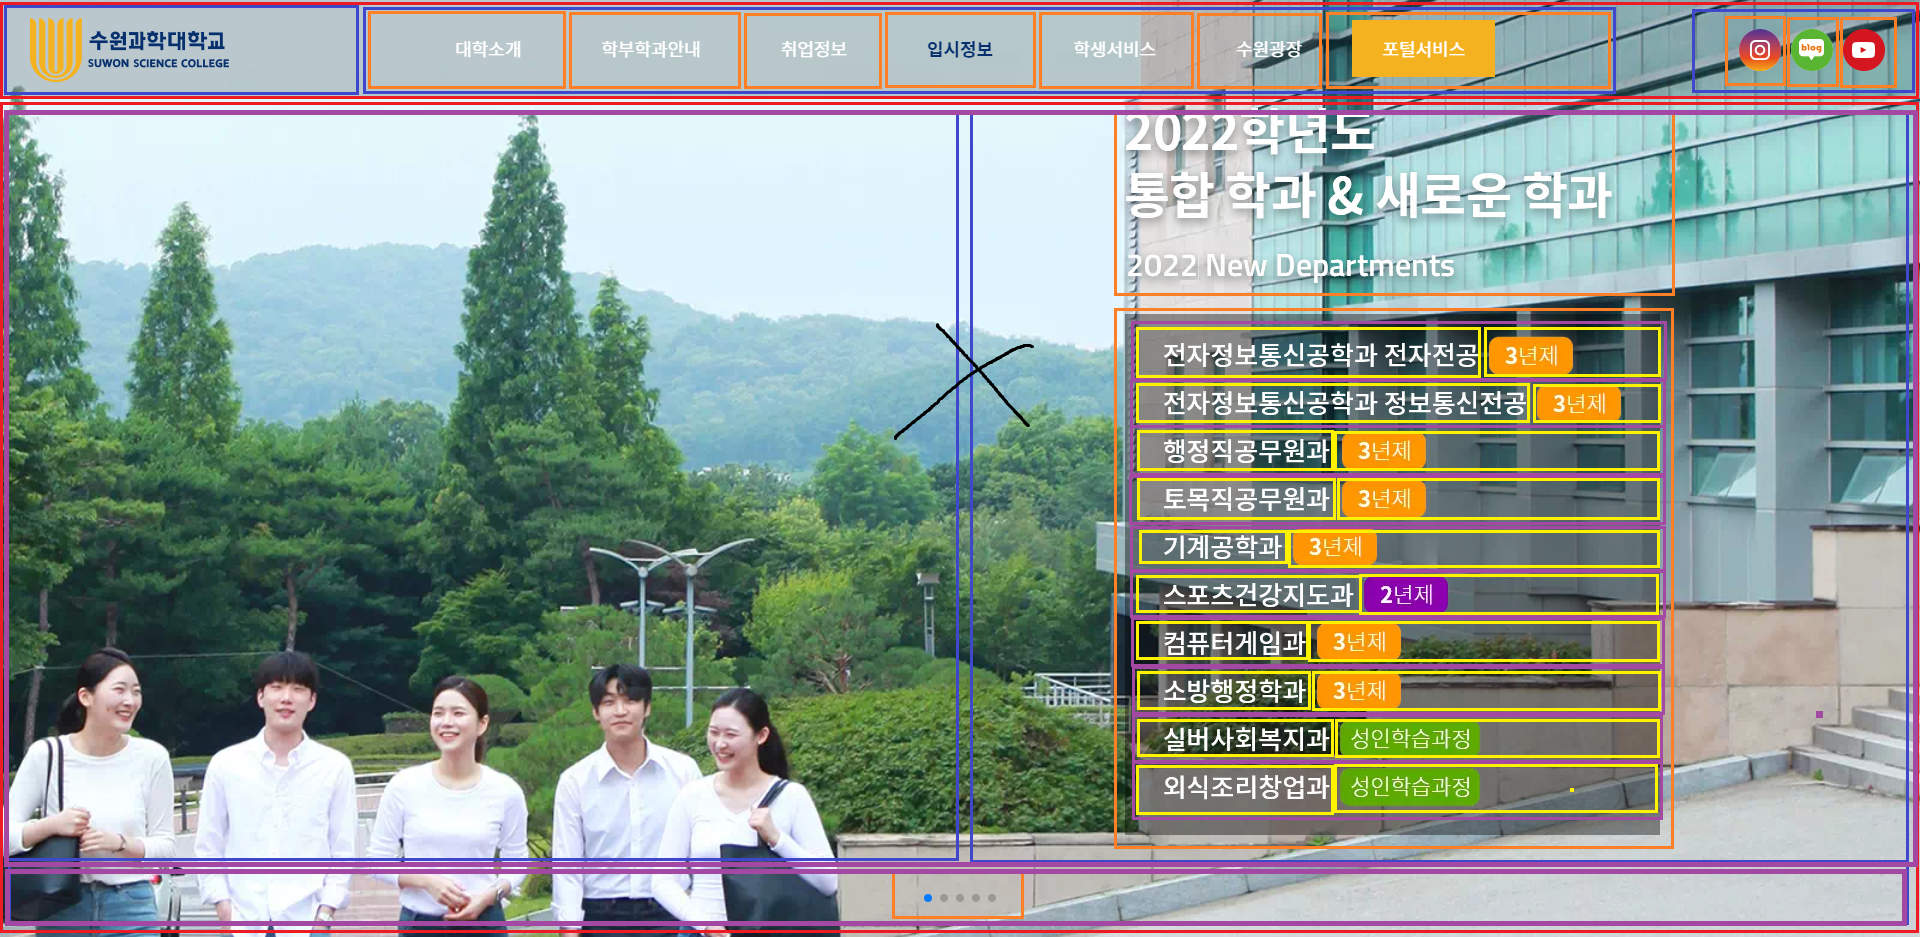 수원과학대학교
SUWON SCIENCE COLLEGE
대학소개 학부학과안내 취업정보 입시정보 학생서비스 수원광장 포털서비스
blog
2022학년도
통합 학과 & 새로운 학과
2022 New Departments
전자정보통신공학과 전자전공 3년제
전자정보통신공학과 정보통신전공 3년제
행정직공무원과 3년제
토목직공무원과 3년제
기계공학과 3년제
스포츠건강지도과 2년제
컴퓨터게임과 3년제
소방행정학과 3년제
실버사회복지과 성인학습과정
외식조리창업과 성인학습과정